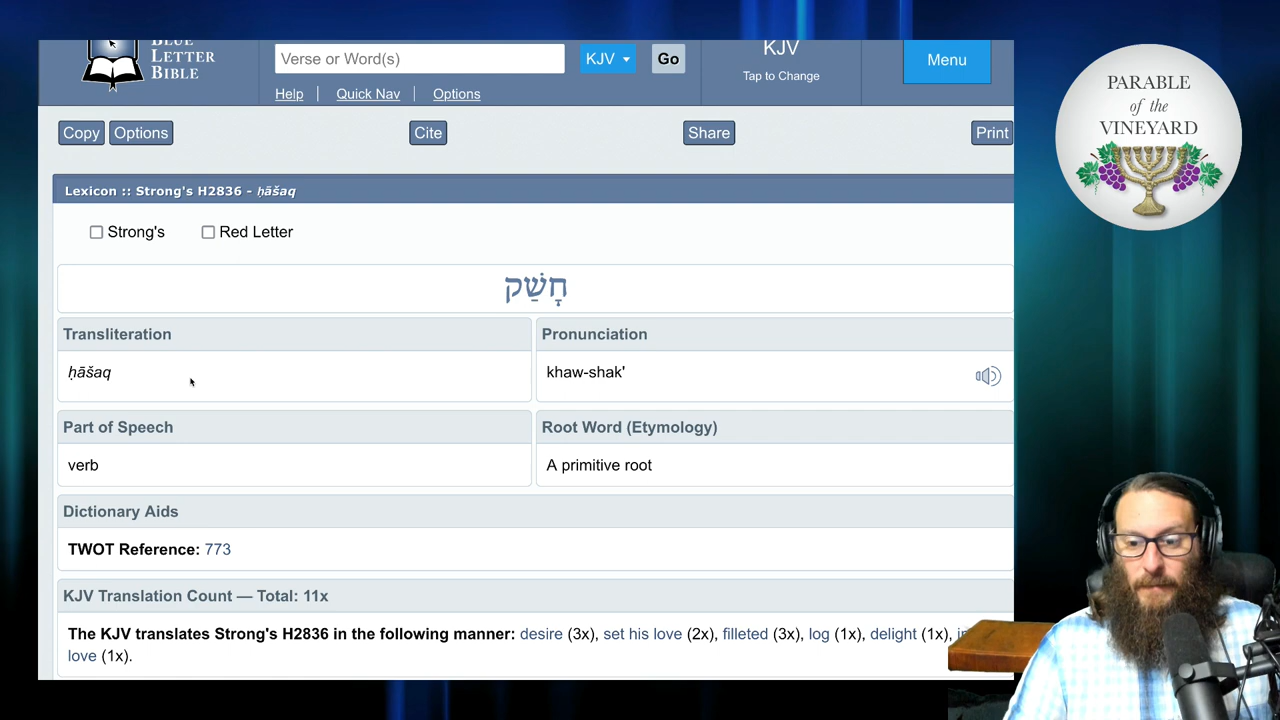 BLUE
LETTER
BIBLE
Verse or Word(s)
KJV
Go
KJV
Tap to Change
Menu
Help
Quick Nav
Options
Copy
Options
Cite
Share
Print
Lexicon :: Strong's H2836 - ḥāšaq
Strong's
Red Letter
חָשַׁק
Transliteration
Pronunciation
ḥāšaq
khaw-shak'
Part of Speech
Root Word (Etymology)
verb
A primitive root
Dictionary Aids
TWOT Reference: 773
KJV Translation Count — Total: 11x
The KJV translates Strong's H2836 in the following manner: desire (3x), set his love (2x), filleted (3x), log (1x), delight (1x),
love (1x).
PARABLE
of the
VINEYARD